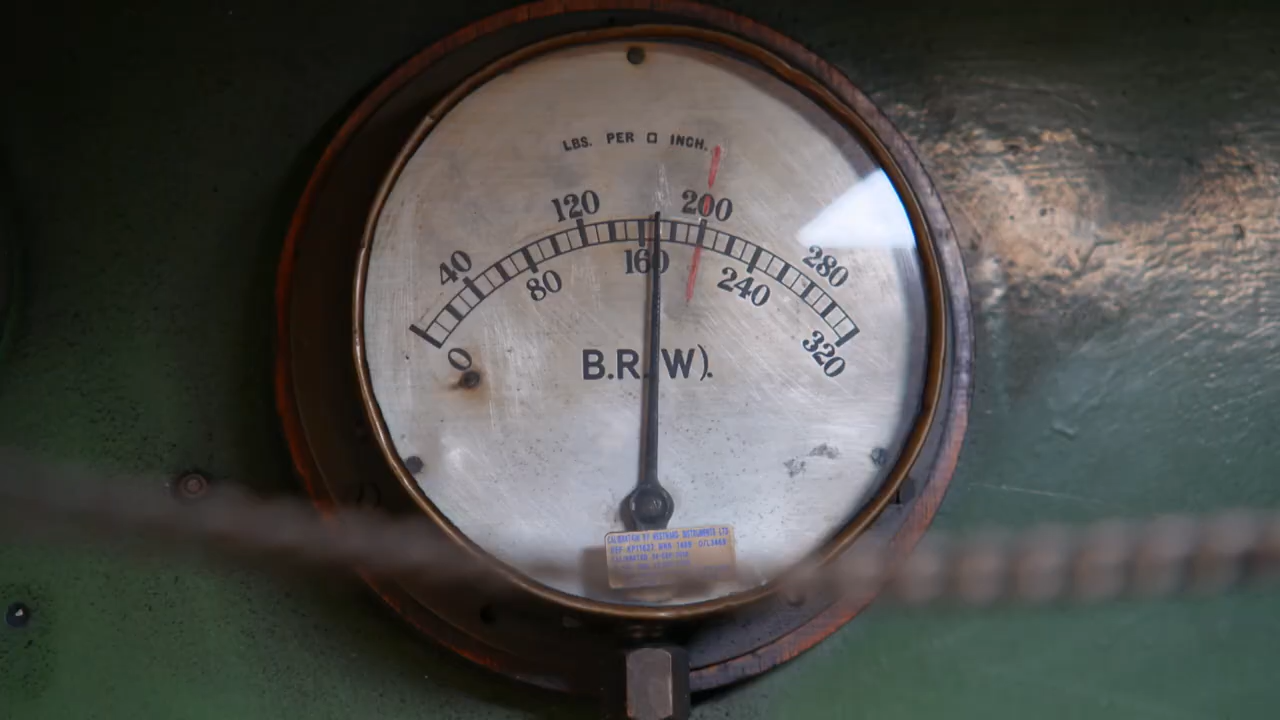 LBS. PER □ INCH.
120 200
40 80 160 240 280
0 320
B.R.(W).
CALIBRATION BY